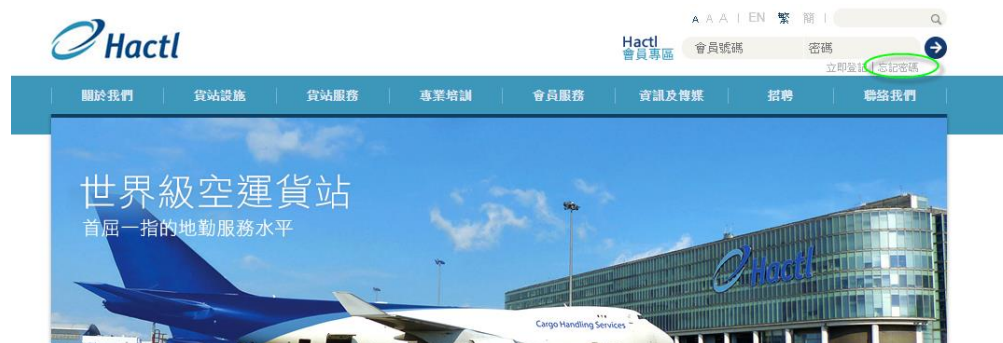 Hactl
A A A | EN 繁 簡 |
Hactl
會員專區
會員號碼
密碼
立即登記 | 忘記密碼
關於我們 貨站設施 貨站服務 專業培訓 會員服務 資訊及傳媒 招聘 聯絡我們
世界級空運貨站
首屈一指的地勤服務水平
Hactl
Cargo Handling Services